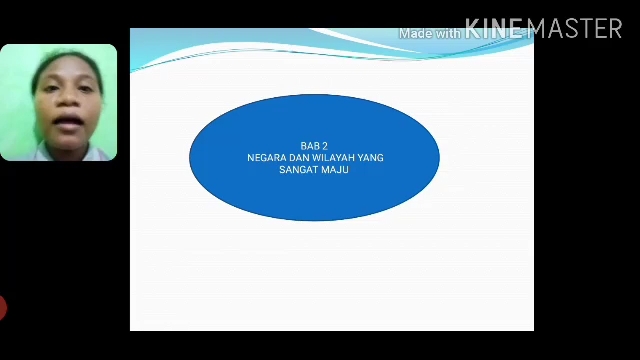 Made with KINEMASTER
BAB 2
NEGARA DAN WILAYAH YANG
SANGAT MAJU